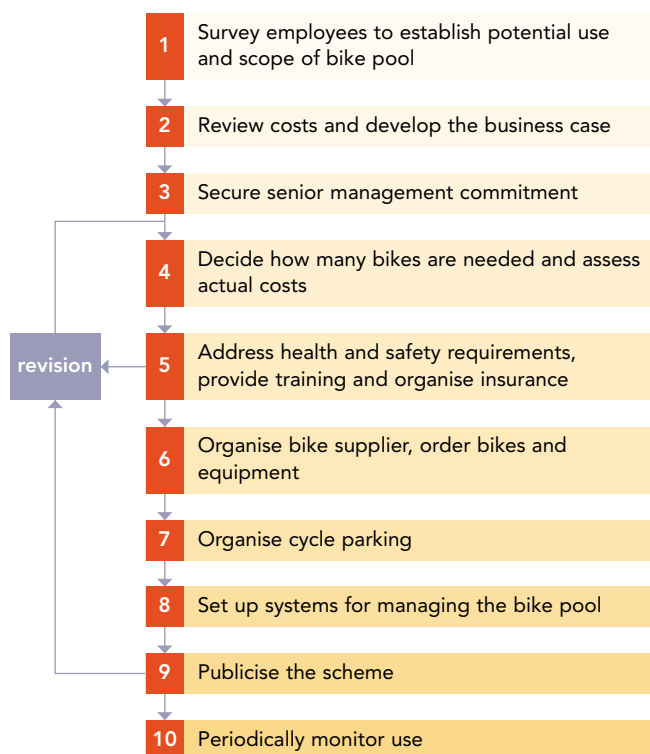 1
Survey employees to establish potential use
and scope of bike pool
2
Review costs and develop the business case
3
Secure senior management commitment
4
Decide how many bikes are needed and assess
actual costs
revision
5
Address health and safety requirements,
provide training and organise insurance
6
Organise bike supplier, order bikes and
equipment
7
Organise cycle parking
8
Set up systems for managing the bike pool
9
Publicise the scheme
10
Periodically monitor use